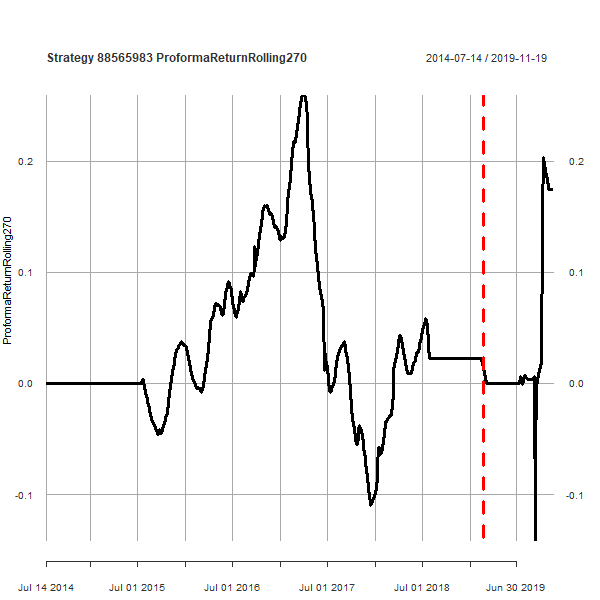 Strategy 88565983 ProformaReturnRolling270
2014-07-14 / 2019-11-19
ProformaReturnRolling270
0.2
0.2
0.1
0.1
0.0
0.0
-0.1
-0.1
Jul 14 2014
Jul 01 2015
Jul 01 2016
Jul 01 2017
Jul 01 2018
Jun 30 2019